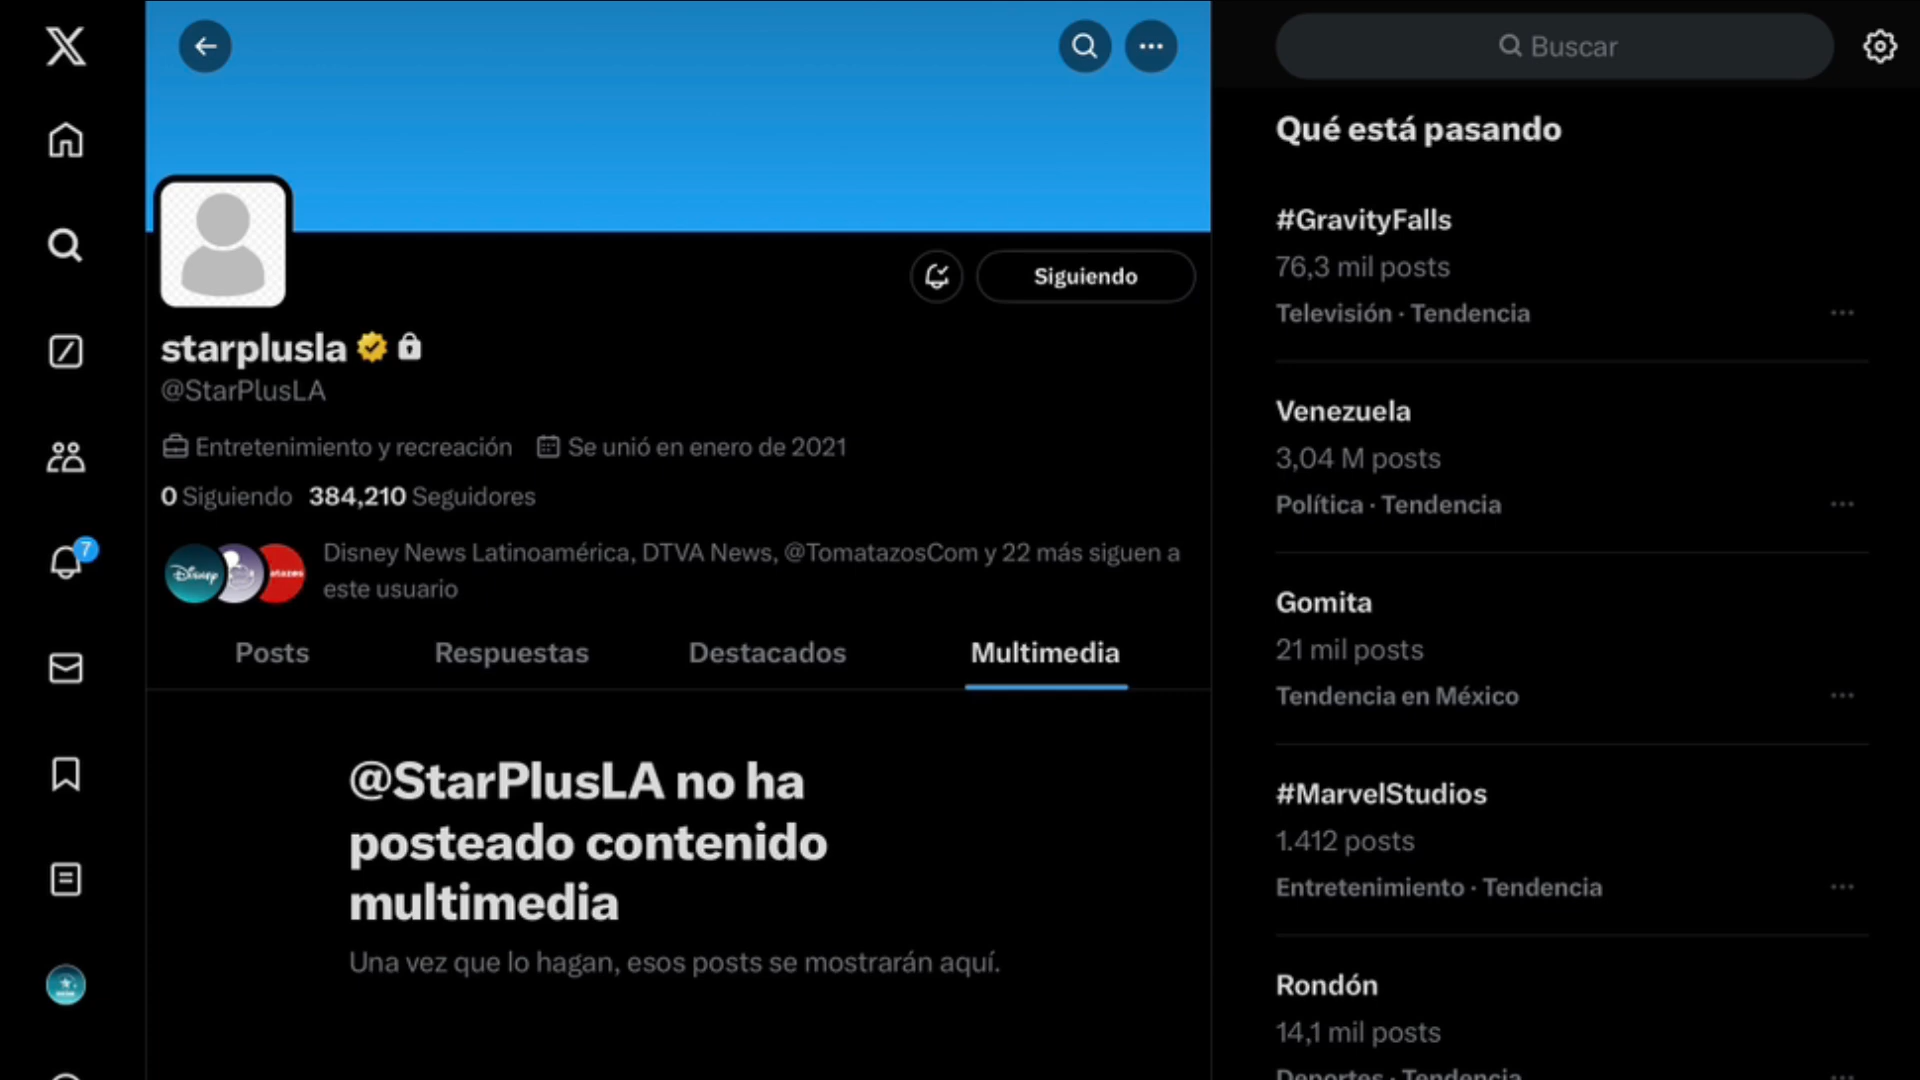 Buscar
Qué está pasando
#GravityFalls
76,3 mil posts
Televisión · Tendencia
Venezuela
3,04 M posts
Política · Tendencia
Gomita
21 mil posts
Tendencia en México
#MarvelStudios
1.412 posts
Entretenimiento · Tendencia
Rondón
14,1 mil posts
Deportes · Tendencia
Siguiendo
starplusla
@StarPlusLA
Entretenimiento y recreación Se unió en enero de 2021
0 Siguiendo 384,210 Seguidores
7
Disney
Disney News Latinoamérica, DTVA News, @TomatazosCom y 22 más siguen a
este usuario
Posts Respuestas Destacados Multimedia
@StarPlusLA no ha
posteado contenido
multimedia
Una vez que lo hagan, esos posts se mostrarán aquí.